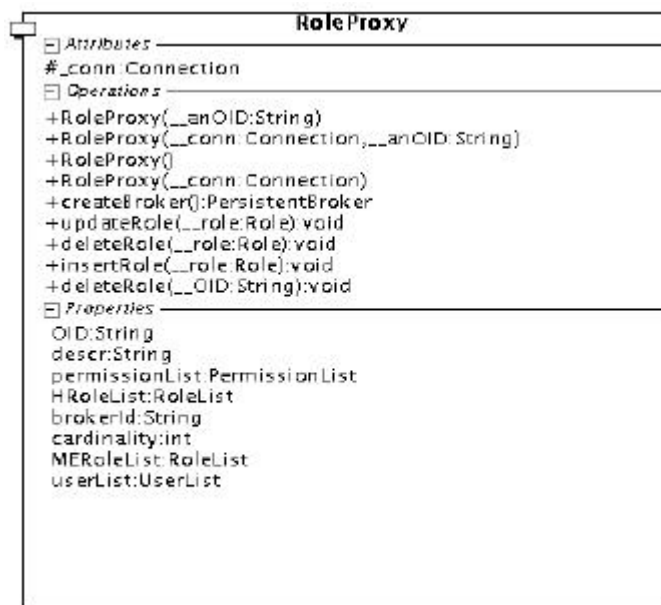 RoleProxy
Attributes
#_conn:Connection
Operations
+RoleProxy(__anOID:String)
+RoleProxy(__conn:Connection,__anOID:String)
+RoleProxy()
+RoleProxy(__conn:Connection)
+createBroker():PersistentBroker
+updateRole(__role:Role):void
+deleteRole(__role:Role):void
+insertRole(__role:Role):void
+deleteRole(__OID:String):void
Properties
OID:String
descr:String
permissionList:PermissionList
HRoleList:RoleList
brokerId:String
cardinality:int
MERoleList:RoleList
userList:UserList